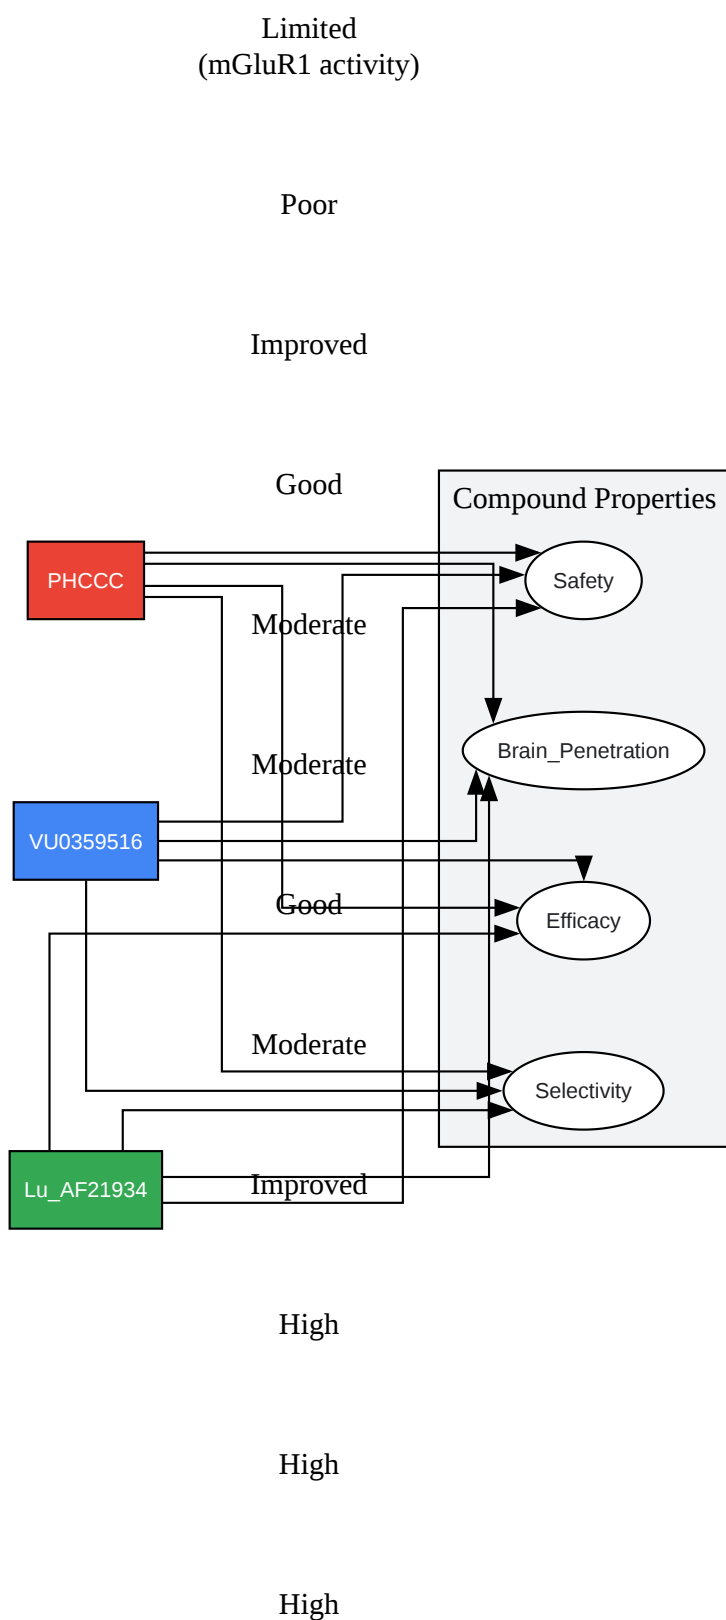 Limited
(mGluR1 activity)
Poor
Improved
Good
Compound Properties
PHCCC
Safety
Moderate
Brain_Penetration
Moderate
VU0359516
Good
Efficacy
Moderate
Selectivity
Lu_AF21934
Improved
High
High
High